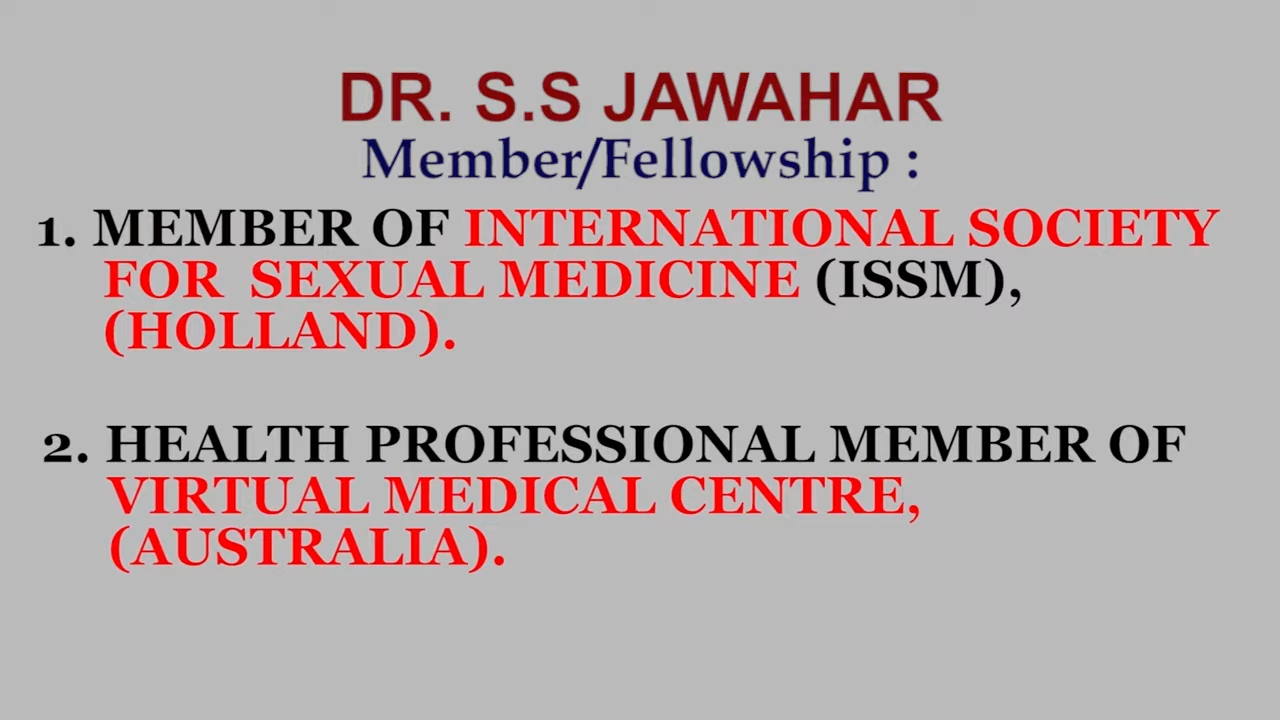 DR. S.S JAWAHAR
Member/Fellowship :
1. MEMBER OF INTERNATIONAL SOCIETY
FOR SEXUAL MEDICINE (ISSM),
(HOLLAND).
2. HEALTH PROFESSIONAL MEMBER OF
VIRTUAL MEDICAL CENTRE,
(AUSTRALIA).